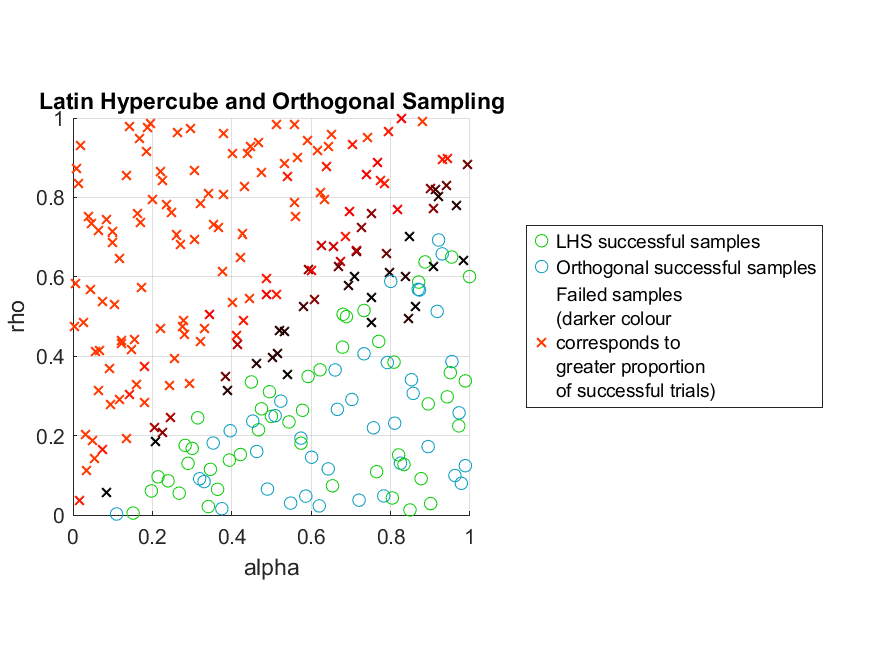 Latin Hypercube and Orthogonal Sampling
1
0.8
0.6
0.4
0.2
0
rho
0 0.2 0.4 0.6 0.8 1
alpha
LHS successful samples
Orthogonal successful samples
Failed samples
(darker colour
corresponds to
greater proportion
of successful trials)